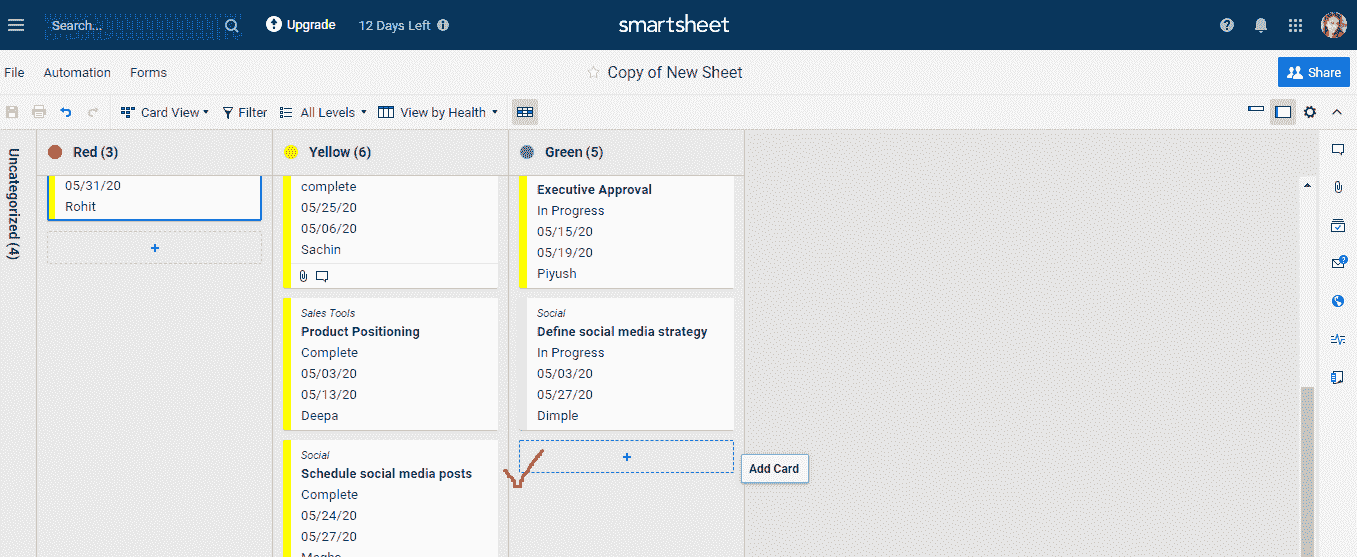 Search...
Upgrade
12 Days Left
smartsheet
File
Automation
Forms
Copy of New Sheet
Share
Card View
Filter
All Levels
View by Health
Uncategorized (4)
Red (3)
05/31/20
Rohit
Yellow (6)
complete
05/25/20
05/06/20
Sachin
Sales Tools
Product Positioning
Complete
05/03/20
05/13/20
Deepa
Social
Schedule social media posts
Complete
05/24/20
05/27/20
Green (5)
Executive Approval
In Progress
05/15/20
05/19/20
Piyush
Social
Define social media strategy
In Progress
05/03/20
05/27/20
Dimple
Add Card